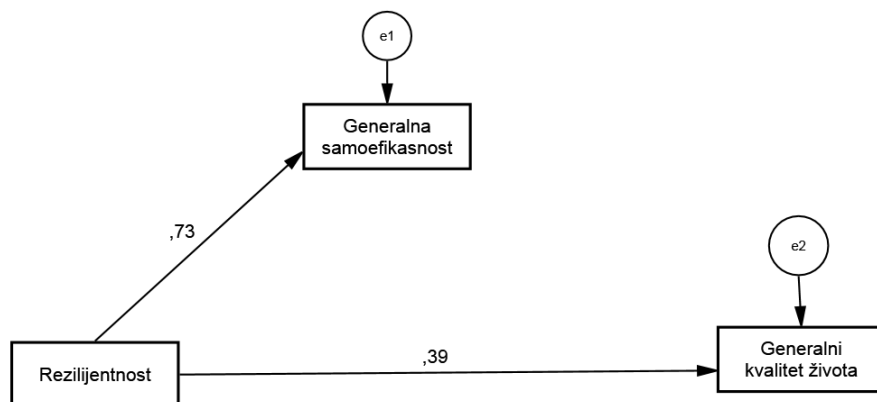 e1
Generalna
samoefikasnost
,73
e2
Rezilijentnost
,39
Generalni
kvalitet života